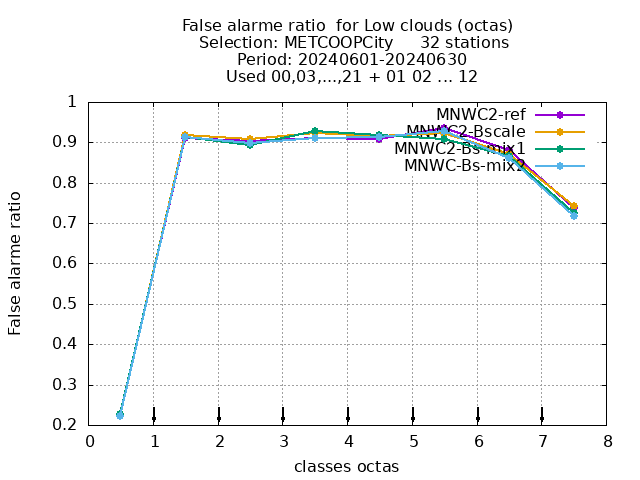 False alarme ratio  for Low clouds (octas)
Selection: METCOOPCity     32 stations
Period: 20240601-20240630
Used 00,03,...,21 + 01 02 ... 12
MNWC2-ref
MNWC2-Bscale
MNWC2-Bs-mix1
MNWC-Bs-mix2
False alarme ratio
1
0.9
0.8
0.7
0.6
0.5
0.4
0.3
0.2
0 1 2 3 4 5 6 7 8
classes octas